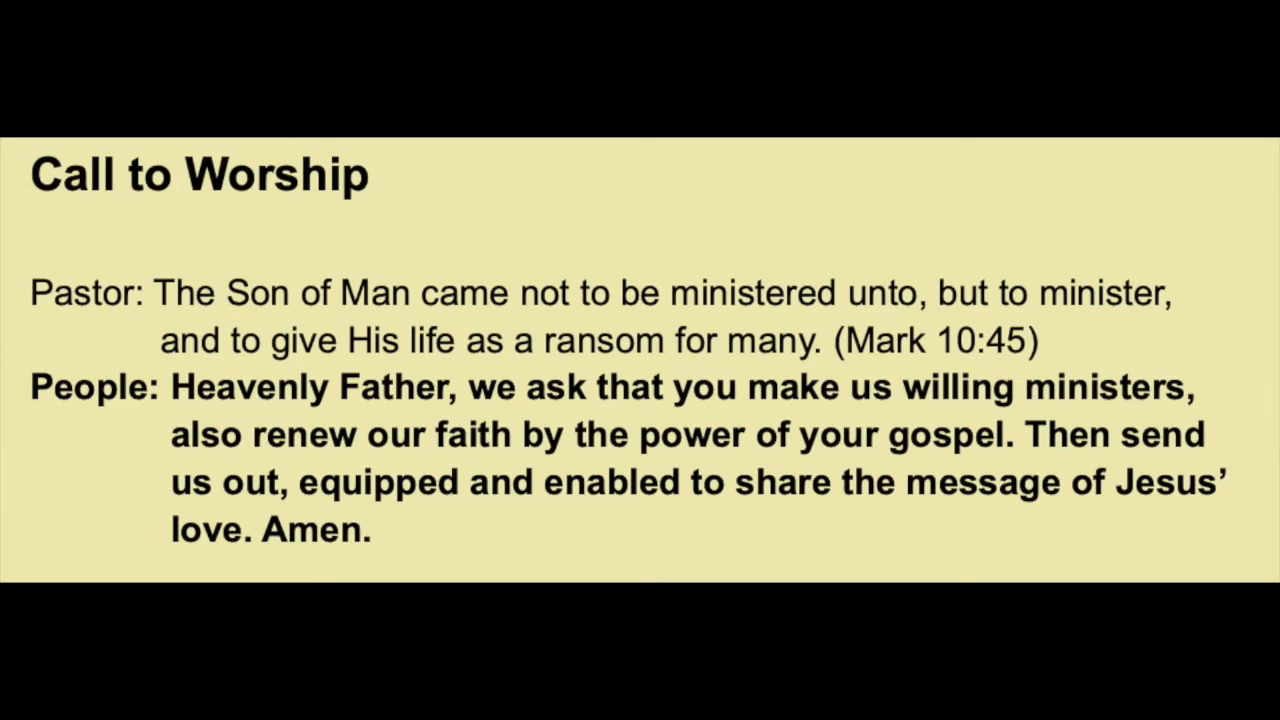 Call to Worship
Pastor: The Son of Man came not to be ministered unto, but to minister,
and to give His life as a ransom for many. (Mark 10:45)
People: Heavenly Father, we ask that you make us willing ministers,
also renew our faith by the power of your gospel. Then send
us out, equipped and enabled to share the message of Jesus’
love. Amen.